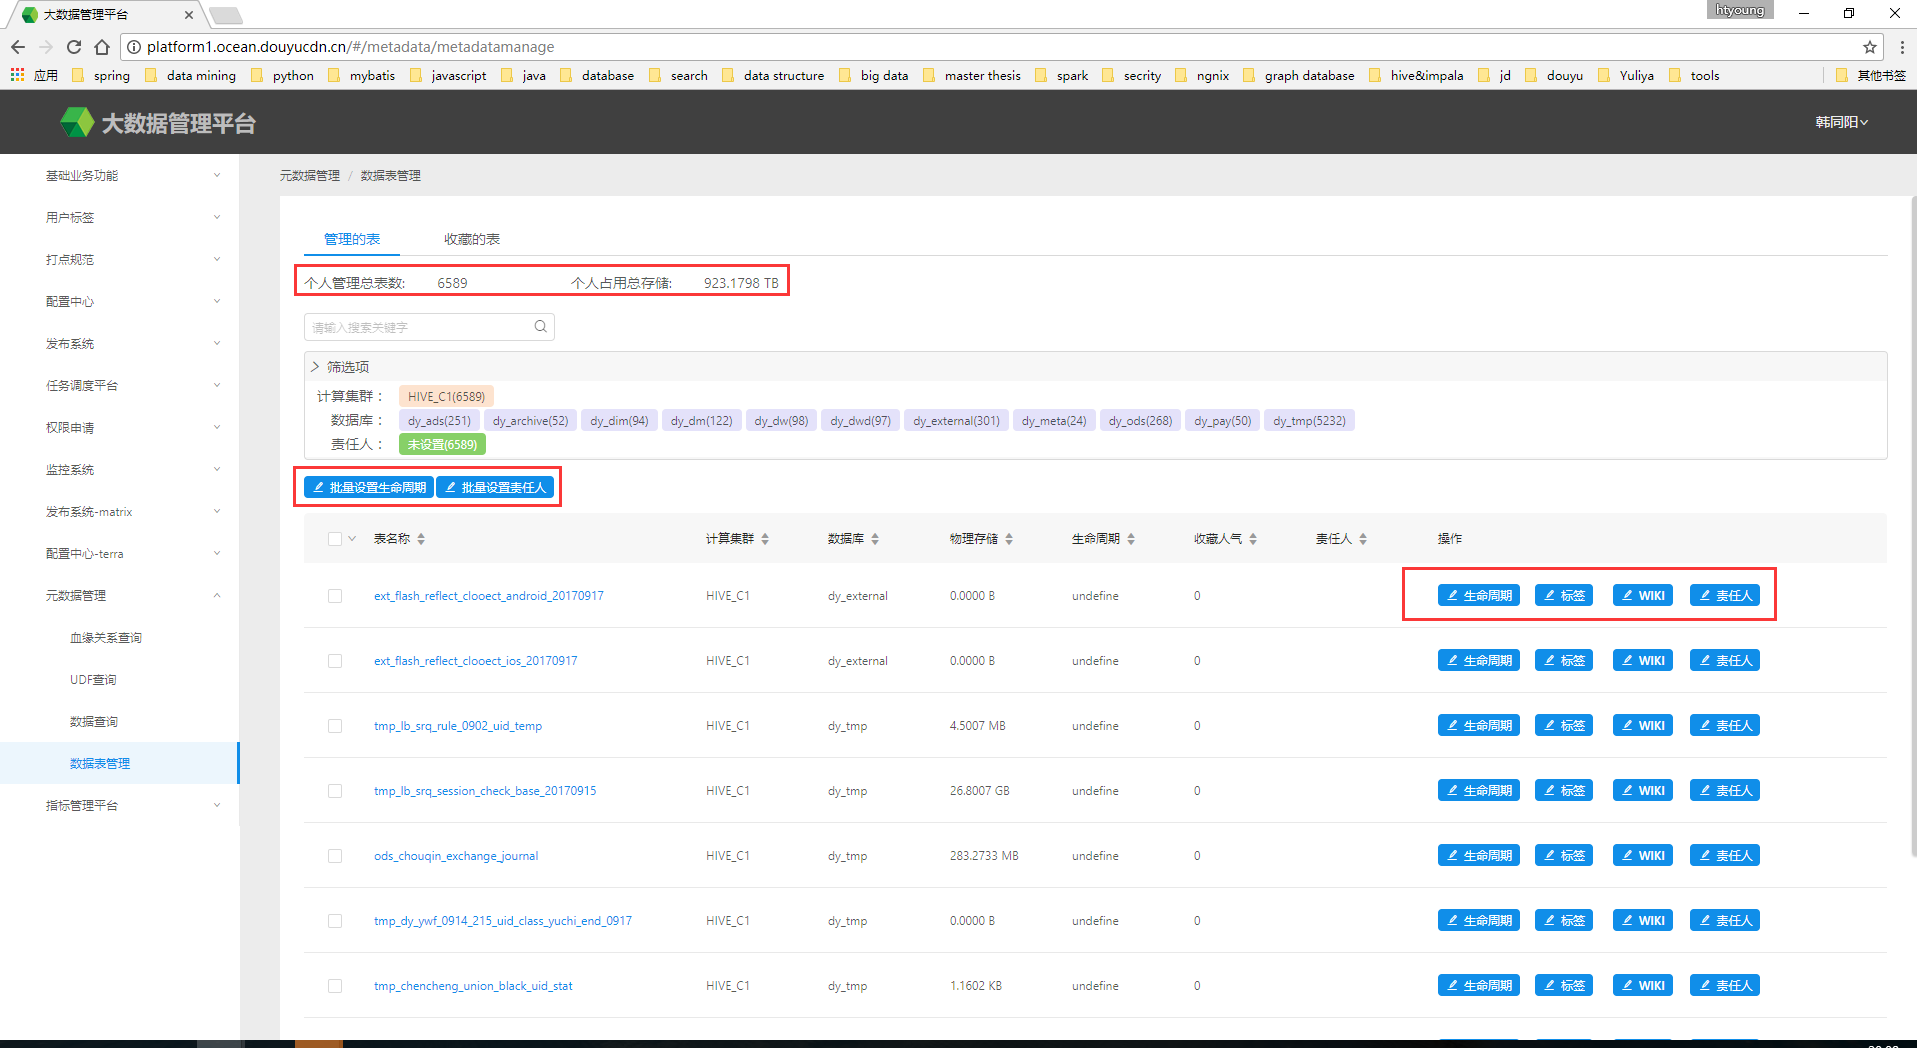 大数据管理平台
htyoung
platform1.ocean.douyucdn.cn/#/metadata/metadatamanage
应用 spring data mining python mybatis javascript java database search data structure big data master thesis spark secrity ngnix graph database hive&impala jd douyu Yuliya tools 其他书签
大数据管理平台 韩同阳
基础业务功能
用户标签
打点规范
配置中心
发布系统
任务调度平台
权限申请
监控系统
发布系统-matrix
配置中心-terra
元数据管理
血缘关系查询
UDF查询
数据查询
数据表管理
指标管理平台
元数据管理 / 数据表管理
管理的表 收藏的表
个人管理总表数: 6589 个人占用总存储: 923.1798 TB
请输入搜索关键字
筛选项
计算集群： HIVE_C1(6589)
数据库： dy_ads(251) dy_archive(52) dy_dim(94) dy_dm(122) dy_dw(98) dy_dwd(97) dy_external(301) dy_meta(24) dy_ods(268) dy_pay(50) dy_tmp(5232)
责任人： 未设置(6589)
批量设置生命周期 批量设置责任人
表名称 计算集群 数据库 物理存储 生命周期 收藏人气 责任人 操作
ext_flash_reflect_clooect_android_20170917 HIVE_C1 dy_external 0.0000 B undefine 0 生命周期 标签 WIKI 责任人
ext_flash_reflect_clooect_ios_20170917 HIVE_C1 dy_external 0.0000 B undefine 0 生命周期 标签 WIKI 责任人
tmp_lb_srq_rule_0902_uid_temp HIVE_C1 dy_tmp 4.5007 MB undefine 0 生命周期 标签 WIKI 责任人
tmp_lb_srq_session_check_base_20170915 HIVE_C1 dy_tmp 26.8007 GB undefine 0 生命周期 标签 WIKI 责任人
ods_chouqin_exchange_journal HIVE_C1 dy_tmp 283.2733 MB undefine 0 生命周期 标签 WIKI 责任人
tmp_dy_ywf_0914_215_uid_class_yuchi_end_0917 HIVE_C1 dy_tmp 0.0000 B undefine 0 生命周期 标签 WIKI 责任人
tmp_chencheng_union_black_uid_stat HIVE_C1 dy_tmp 1.1602 KB undefine 0 生命周期 标签 WIKI 责任人